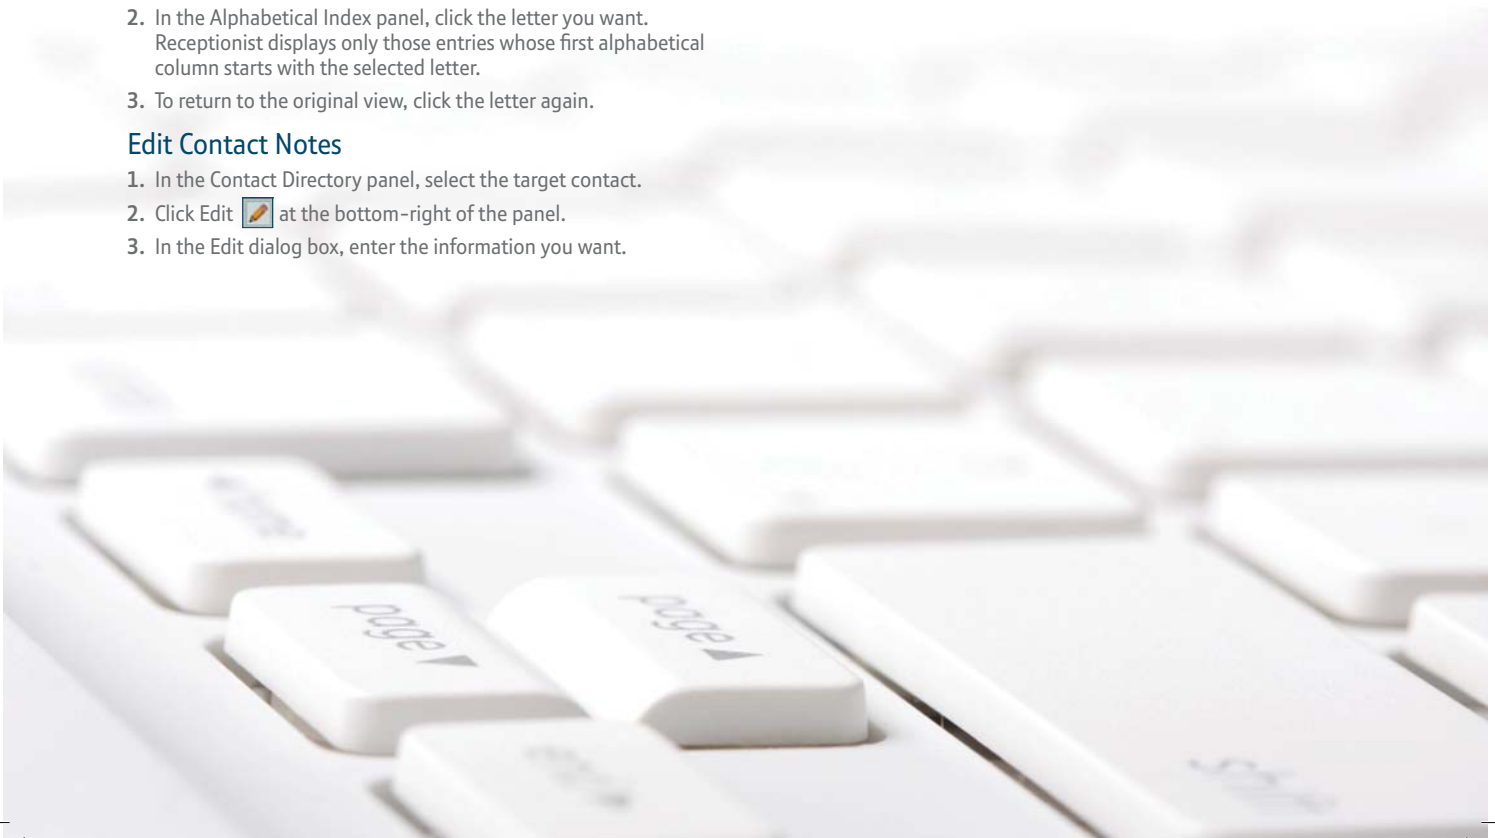 2. In the Alphabetical Index panel, click the letter you want.
Receptionist displays only those entries whose first alphabetical
column starts with the selected letter.
3. To return to the original view, click the letter again.
Edit Contact Notes
1. In the Contact Directory panel, select the target contact.
2. Click Edit at the bottom-right of the panel.
3. In the Edit dialog box, enter the information you want.
home
page
page
end
shift